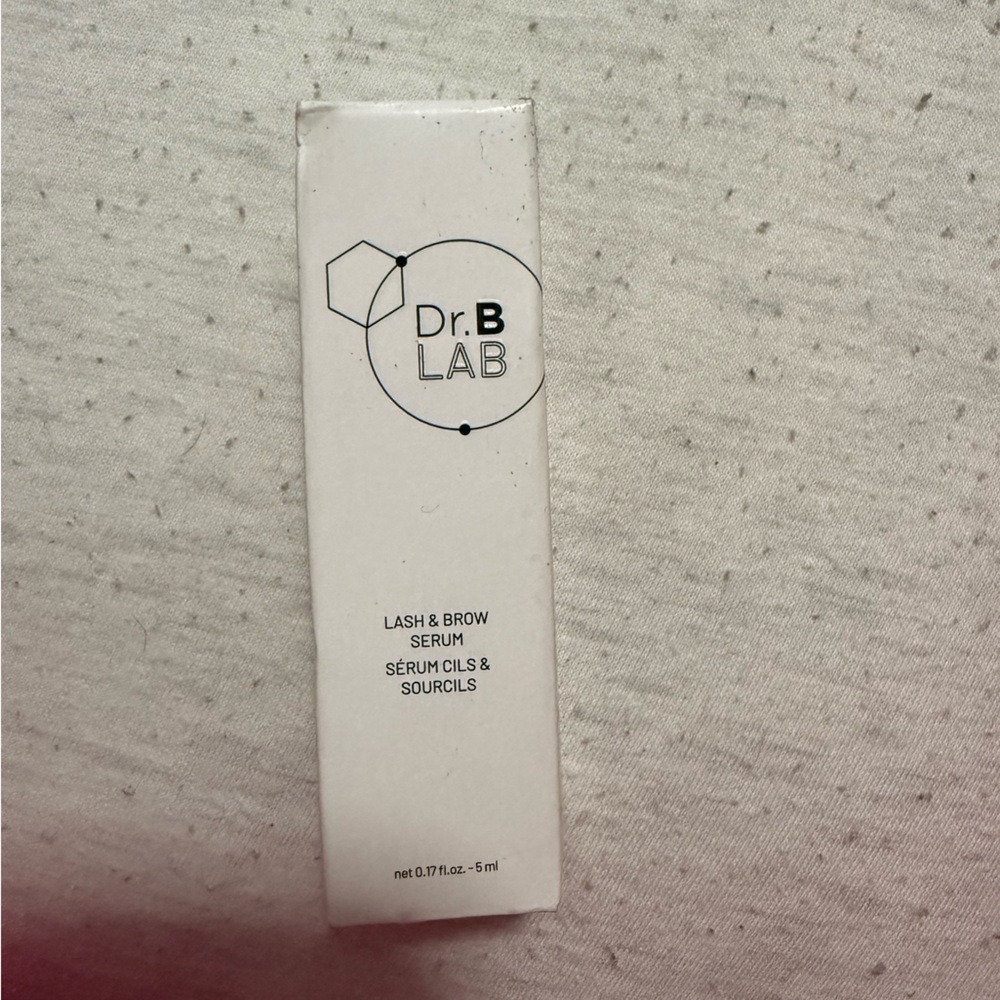 Dr.B
LAB
LASH & BROW
SERUM
SÉRUM CILS &
SOURCILS
net 0.17 fl.oz. - 5 ml